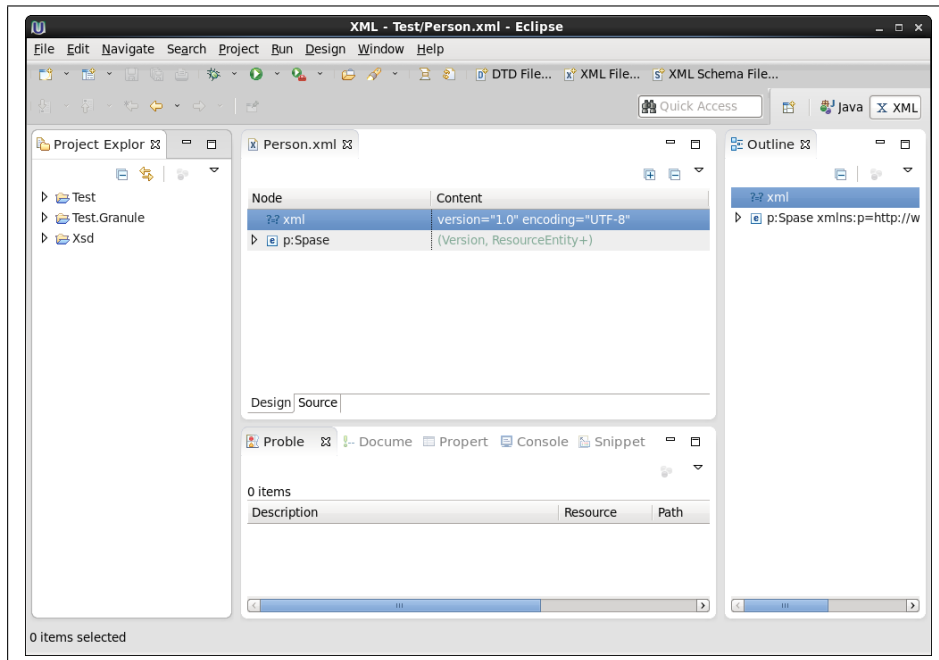 XML - Test/Person.xml - Eclipse
File Edit Navigate Search Project Run Design Window Help
DTD File... XML File... XML Schema File...
Quick Access Java X XML
Project Explor
Test
Test.Granule
Xsd
Person.xml
Node Content
?-? xml version="1.0" encoding="UTF-8"
e p:Spase (Version, ResourceEntity+)
Design Source
Proble Docume Propert Console Snippet
0 items
Description Resource Path
Outline
?-? xml
e p:Spase xmlns:p=http://w
0 items selected